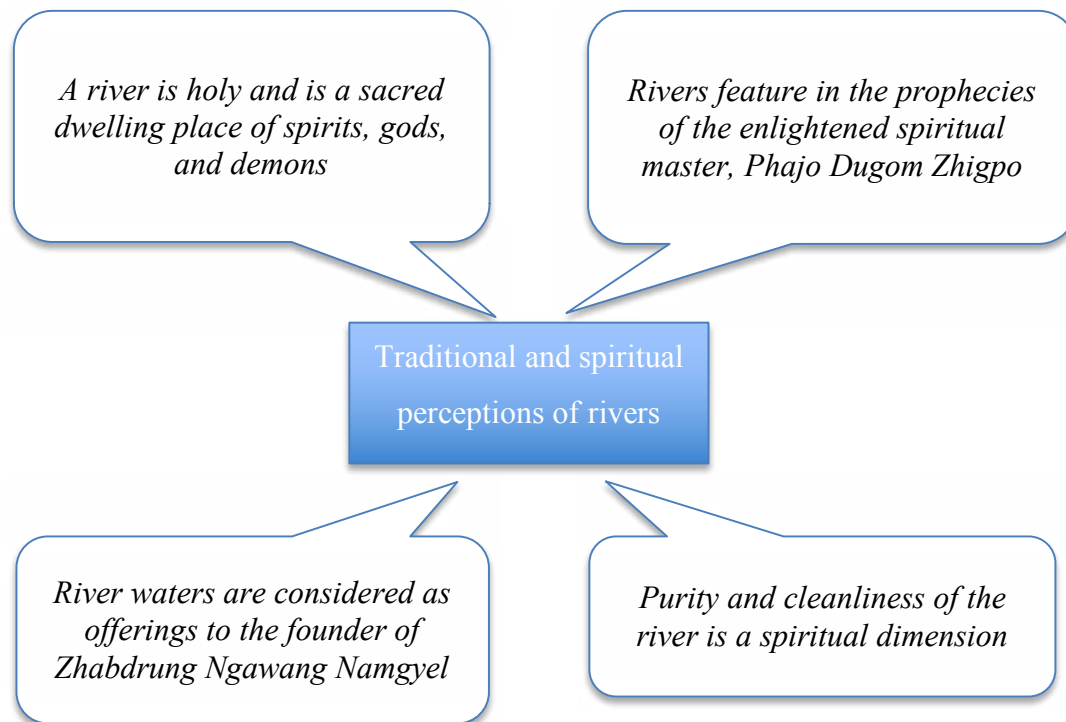 A river is holy and is a sacred
dwelling place of spirits, gods,
and demons
Rivers feature in the prophecies
of the enlightened spiritual
master, Phajo Dugom Zhigpo
Traditional and spiritual
perceptions of rivers
River waters are considered as
offerings to the founder of
Zhabdrung Ngawang Namgyel
Purity and cleanliness of the
river is a spiritual dimension